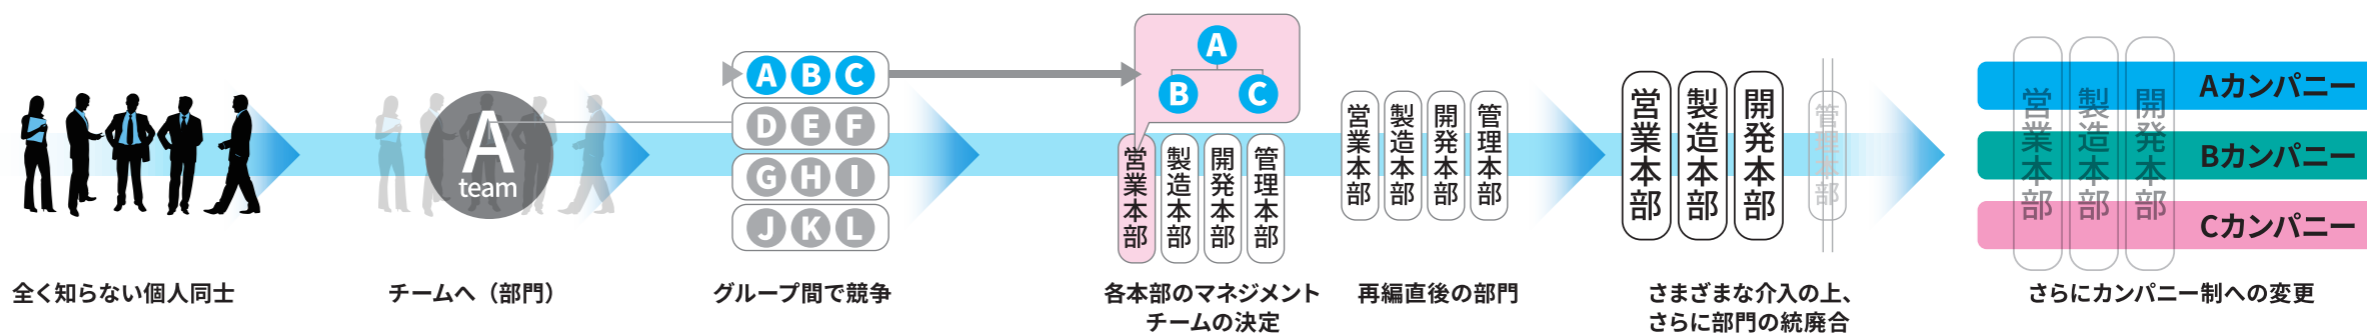 全く知らない個人同士
A
team
チームへ（部門）
A B C
D E F
G H I
J K L
グループ間で競争
A
B C
営業本部
製造本部
開発本部
管理本部
各本部のマネジメント
チームの決定
営業本部
製造本部
開発本部
管理本部
再編直後の部門
営業本部
製造本部
開発本部
管理本部
さまざまな介入の上、
さらに部門の統廃合
営業本部
製造本部
開発本部
Aカンパニー
Bカンパニー
Cカンパニー
さらにカンパニー制への変更